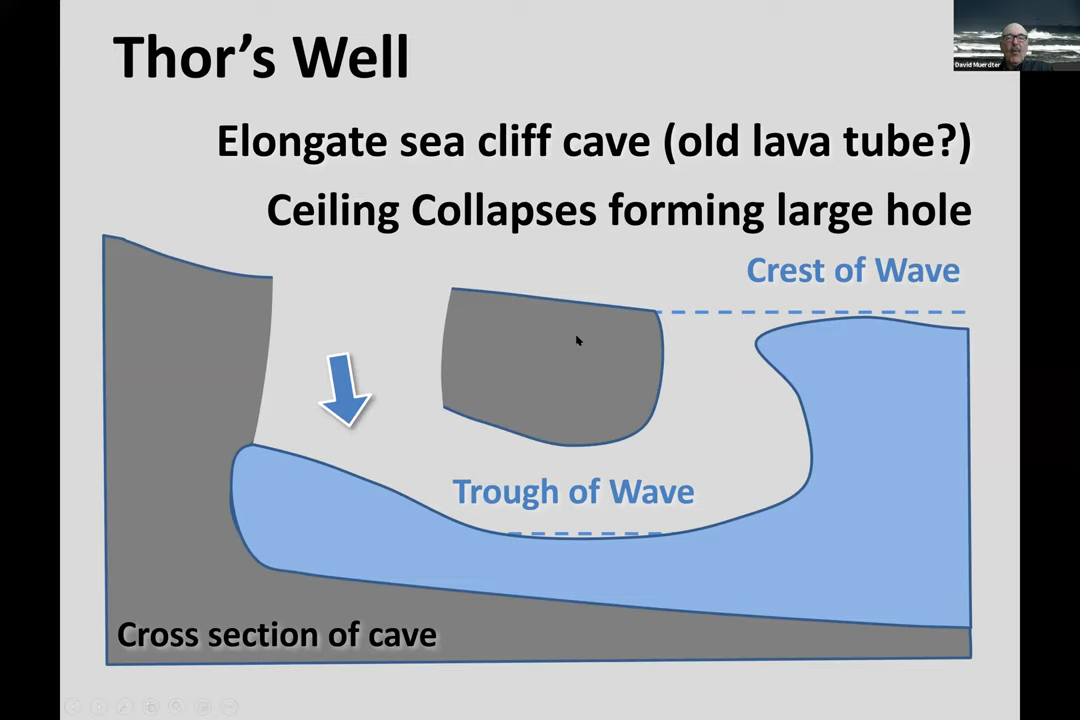 Thor's Well
David Muerdter
Elongate sea cliff cave (old lava tube?)
Ceiling Collapses forming large hole
Crest of Wave
Trough of Wave
Cross section of cave